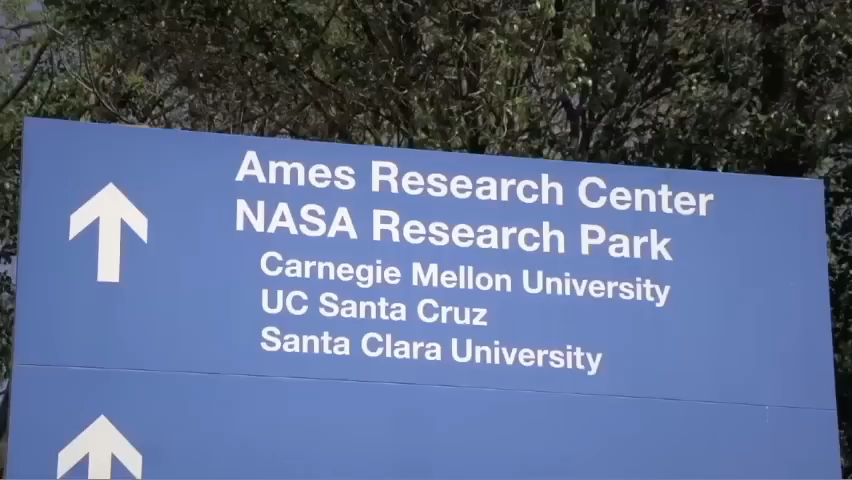 Ames Research Center
NASA Research Park
Carnegie Mellon University
UC Santa Cruz
Santa Clara University